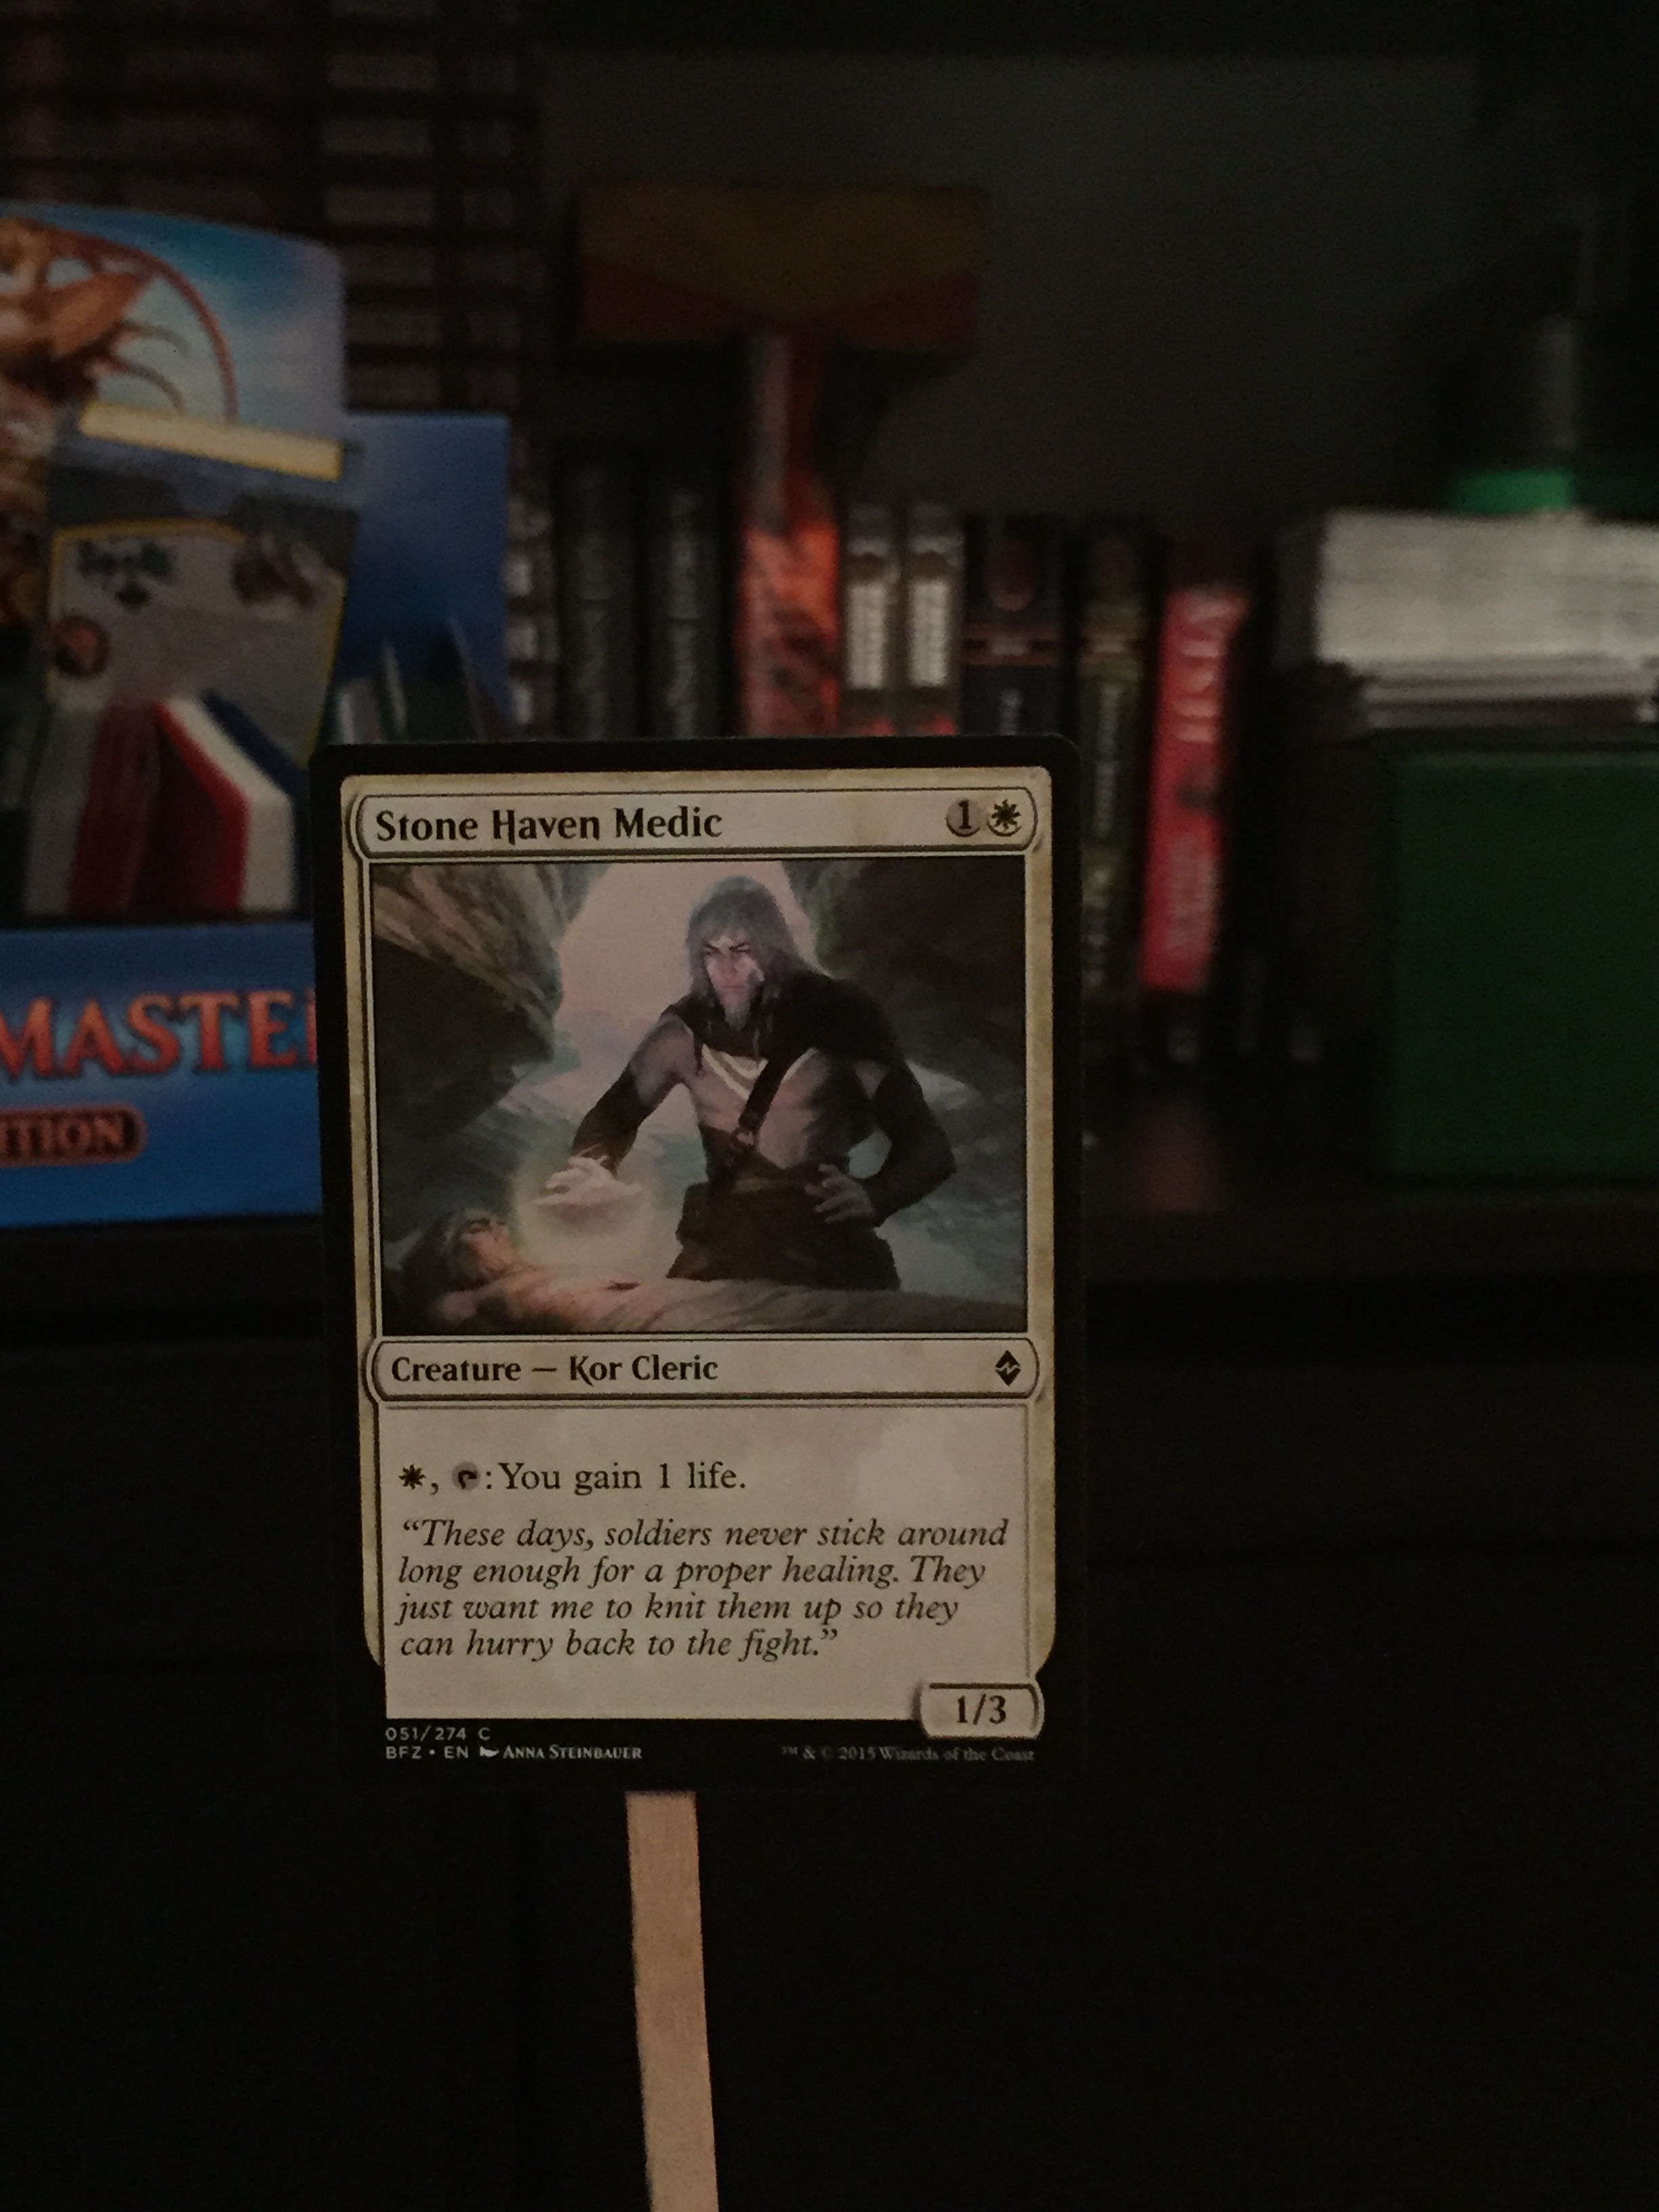 MASTE
ITION
Stone Haven Medic
1
Creature — Kor Cleric
, : You gain 1 life.
“These days, soldiers never stick around
long enough for a proper healing. They
just want me to knit them up so they
can hurry back to the fight.”
1/3
051/274 C
BFZ • EN ANNA STEINBAUER
™ & © 2015 Wizards of the Coast